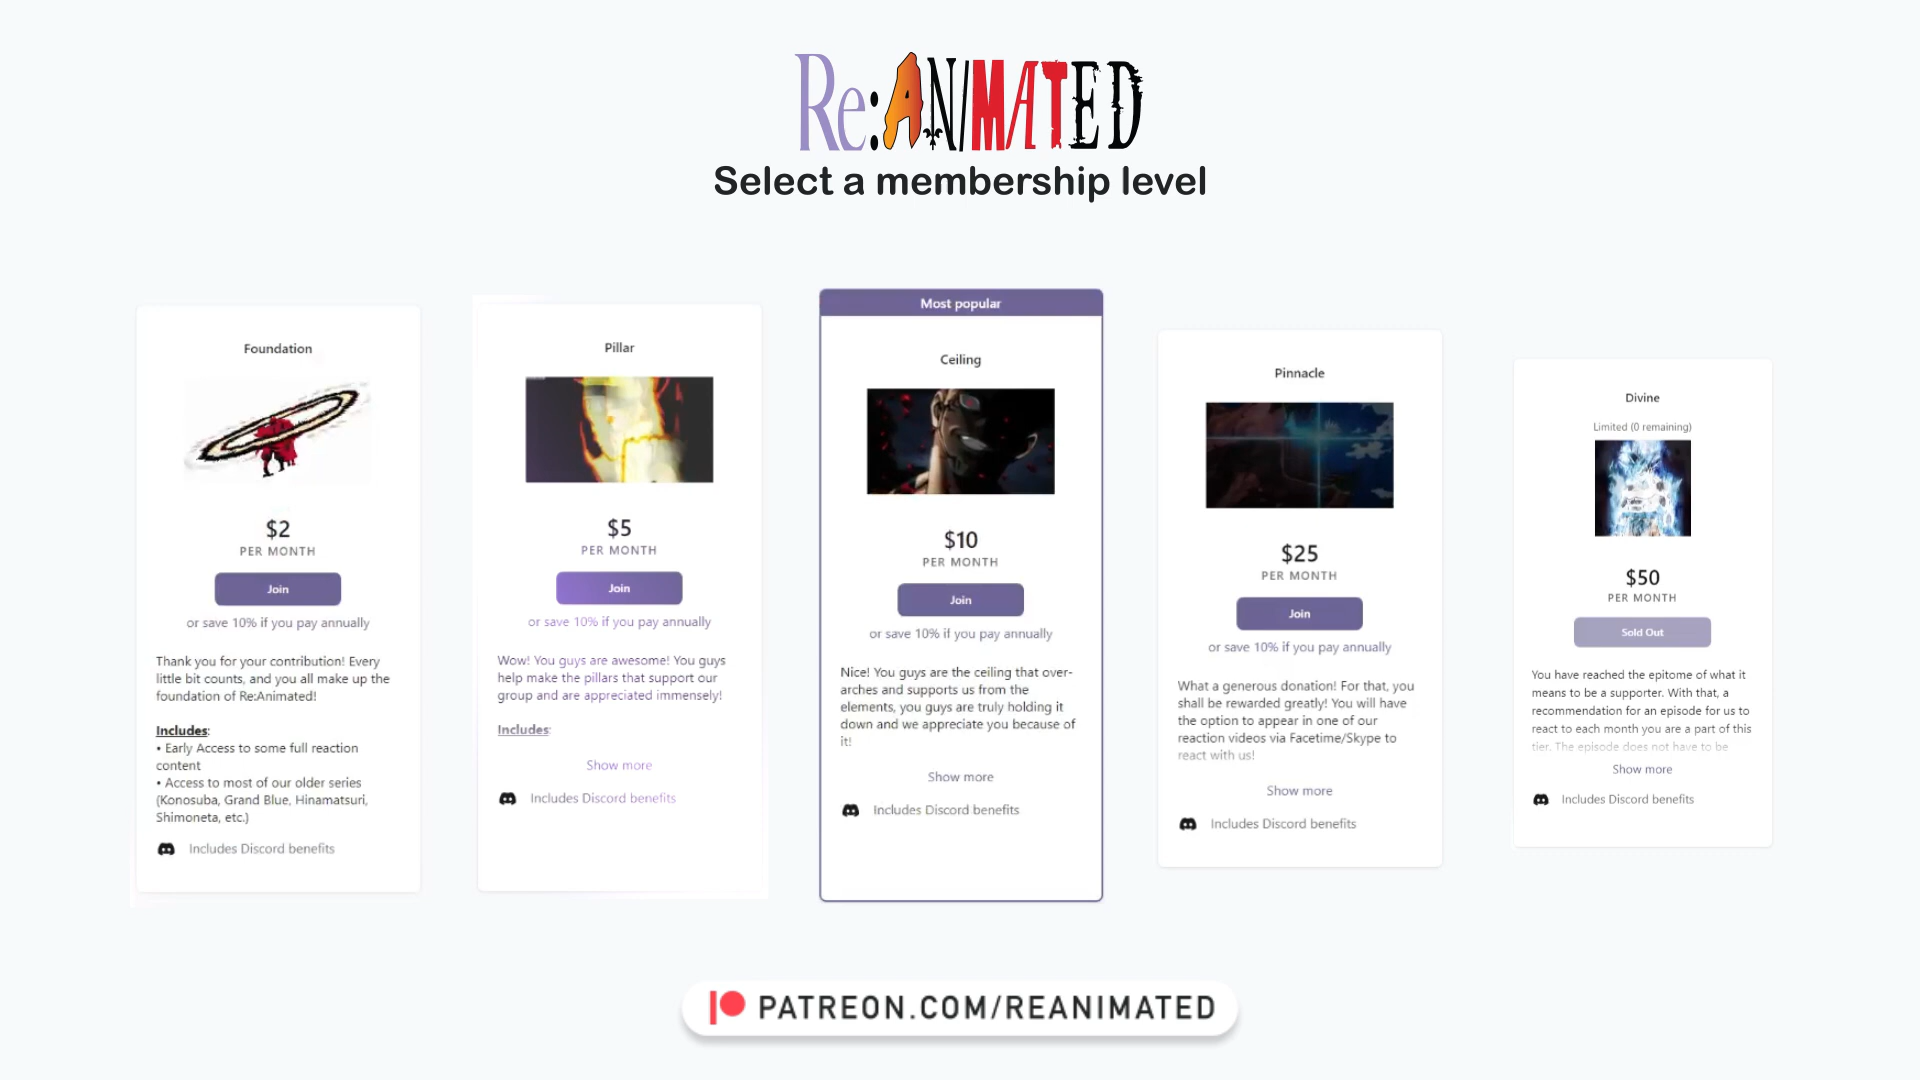 Re:ANIMATED
Select a membership level
Foundation
$2
PER MONTH
Join
or save 10% if you pay annually
Thank you for your contribution! Every
little bit counts, and you all make up the
foundation of Re:Animated!
Includes:
• Early Access to some full reaction
content
• Access to most of our older series
(Konosuba, Grand Blue, Hinamatsuri,
Shimoneta, etc.)
Includes Discord benefits
Pillar
$5
PER MONTH
Join
or save 10% if you pay annually
Wow! You guys are awesome! You guys
help make the pillars that support our
group and are appreciated immensely!
Includes:
Show more
Includes Discord benefits
Most popular
Ceiling
$10
PER MONTH
Join
or save 10% if you pay annually
Nice! You guys are the ceiling that over-
arches and supports us from the
elements, you guys are truly holding it
down and we appreciate you because of
it!
Show more
Includes Discord benefits
Pinnacle
$25
PER MONTH
Join
or save 10% if you pay annually
What a generous donation! For that, you
shall be rewarded greatly! You will have
the option to appear in one of our
reaction videos via Facetime/Skype to
react with us!
Show more
Includes Discord benefits
Divine
Limited (0 remaining)
$50
PER MONTH
Sold Out
You have reached the epitome of what it
means to be a supporter. With that, a
recommendation for an episode for us to
react to each month you are a part of this
tier. The episode does not have to be
Show more
Includes Discord benefits
PATREON.COM/REANIMATED